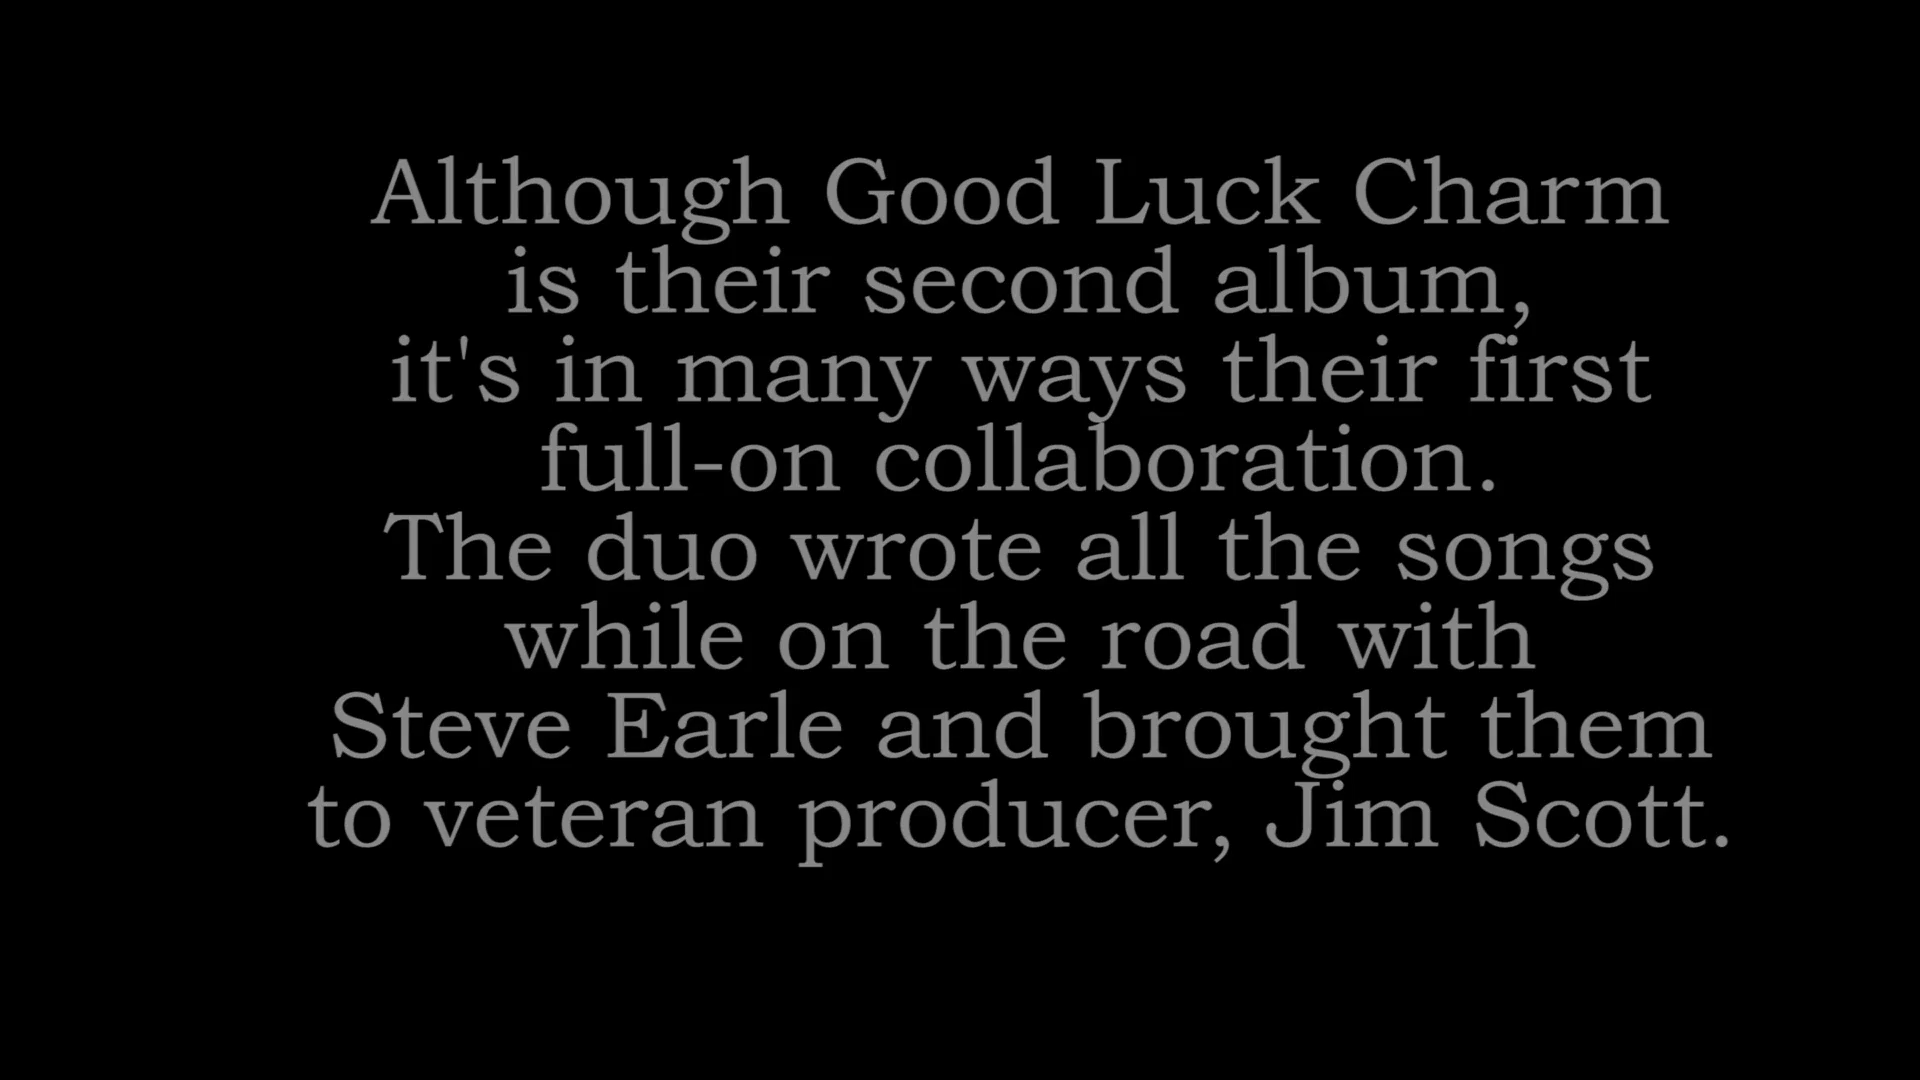 Although Good Luck Charm
is their second album,
it's in many ways their first
full-on collaboration.
The duo wrote all the songs
while on the road with
Steve Earle and brought them
to veteran producer, Jim Scott.